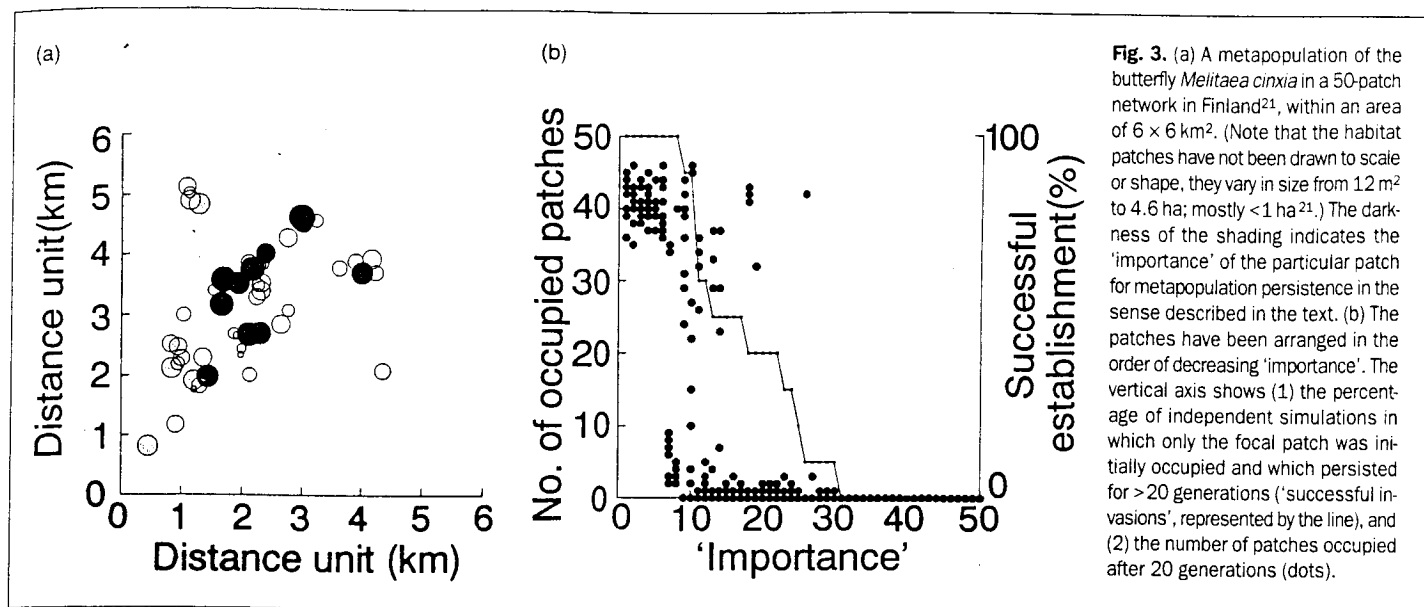 (a)
6
5
4
3
2
1
0
Distance unit(km)
0 1 2 3 4 5 6
Distance unit (km)
(b)
No. of occupied patches
50
40
30
20
10
0
100
0
Successful
establishment(%)
0 10 20 30 40 50
'Importance'
Fig. 3. (a) A metapopulation of the
butterfly Melitaea cinxia in a 50-patch
network in Finland21, within an area
of 6 × 6 km2. (Note that the habitat
patches have not been drawn to scale
or shape, they vary in size from 12 m2
to 4.6 ha; mostly <1 ha21.) The dark-
ness of the shading indicates the
'importance' of the particular patch
for metapopulation persistence in the
sense described in the text. (b) The
patches have been arranged in the
order of decreasing 'importance'. The
vertical axis shows (1) the percent-
age of independent simulations in
which only the focal patch was ini-
tially occupied and which persisted
for >20 generations ('successful in-
vasions', represented by the line), and
(2) the number of patches occupied
after 20 generations (dots).